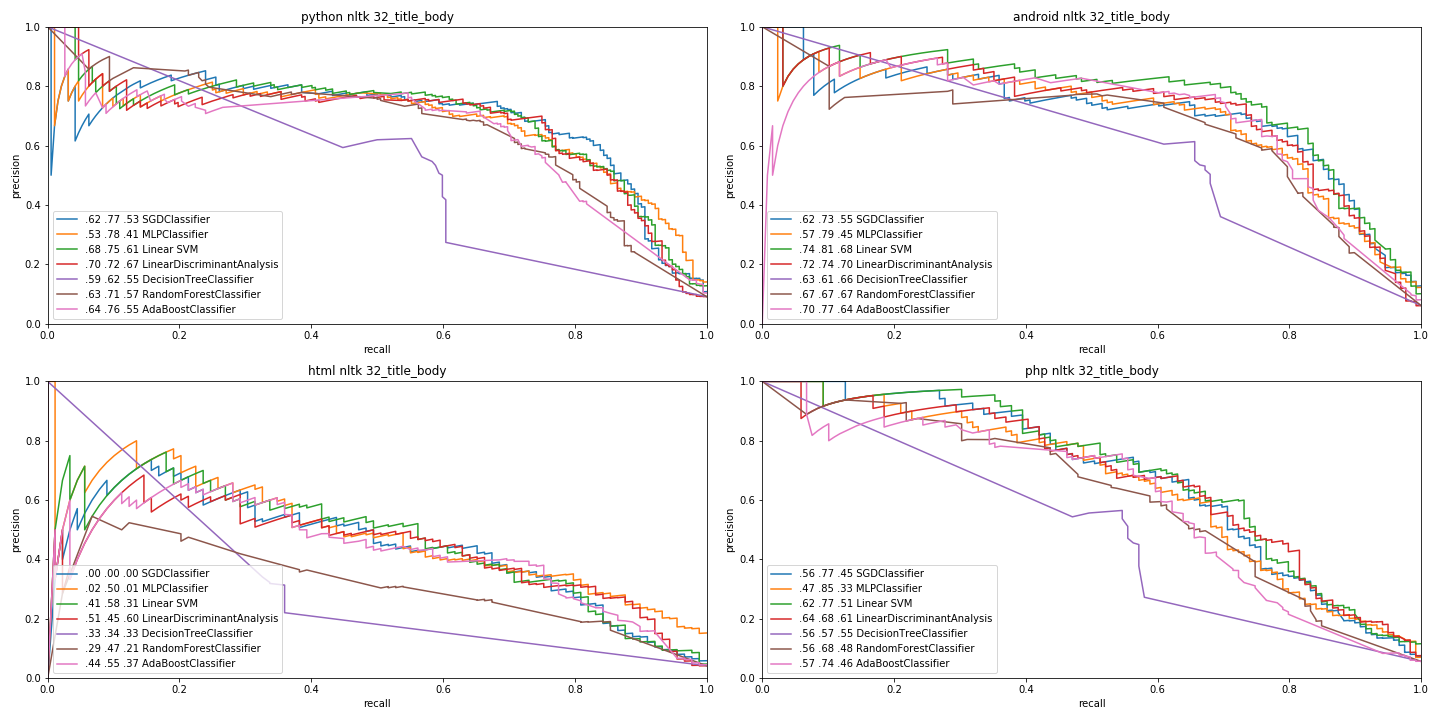 python nltk 32_title_body
1.0
0.8
0.6
0.4
0.2
0.0
precision
.62 .77 .53 SGDClassifier
.53 .78 .41 MLPClassifier
.68 .75 .61 Linear SVM
.70 .72 .67 LinearDiscriminantAnalysis
.59 .62 .55 DecisionTreeClassifier
.63 .71 .57 RandomForestClassifier
.64 .76 .55 AdaBoostClassifier
0.0 0.2 0.4 0.6 0.8 1.0
recall
android nltk 32_title_body
1.0
0.8
0.6
0.4
0.2
0.0
precision
.62 .73 .55 SGDClassifier
.57 .79 .45 MLPClassifier
.74 .81 .68 Linear SVM
.72 .74 .70 LinearDiscriminantAnalysis
.63 .61 .66 DecisionTreeClassifier
.67 .67 .67 RandomForestClassifier
.70 .77 .64 AdaBoostClassifier
0.0 0.2 0.4 0.6 0.8 1.0
recall
html nltk 32_title_body
1.0
0.8
0.6
0.4
0.2
0.0
precision
.00 .00 .00 SGDClassifier
.02 .50 .01 MLPClassifier
.41 .58 .31 Linear SVM
.51 .45 .60 LinearDiscriminantAnalysis
.33 .34 .33 DecisionTreeClassifier
.29 .47 .21 RandomForestClassifier
.44 .55 .37 AdaBoostClassifier
0.0 0.2 0.4 0.6 0.8 1.0
recall
php nltk 32_title_body
1.0
0.8
0.6
0.4
0.2
0.0
precision
.56 .77 .45 SGDClassifier
.47 .85 .33 MLPClassifier
.62 .77 .51 Linear SVM
.64 .68 .61 LinearDiscriminantAnalysis
.56 .57 .55 DecisionTreeClassifier
.56 .68 .48 RandomForestClassifier
.57 .74 .46 AdaBoostClassifier
0.0 0.2 0.4 0.6 0.8 1.0
recall